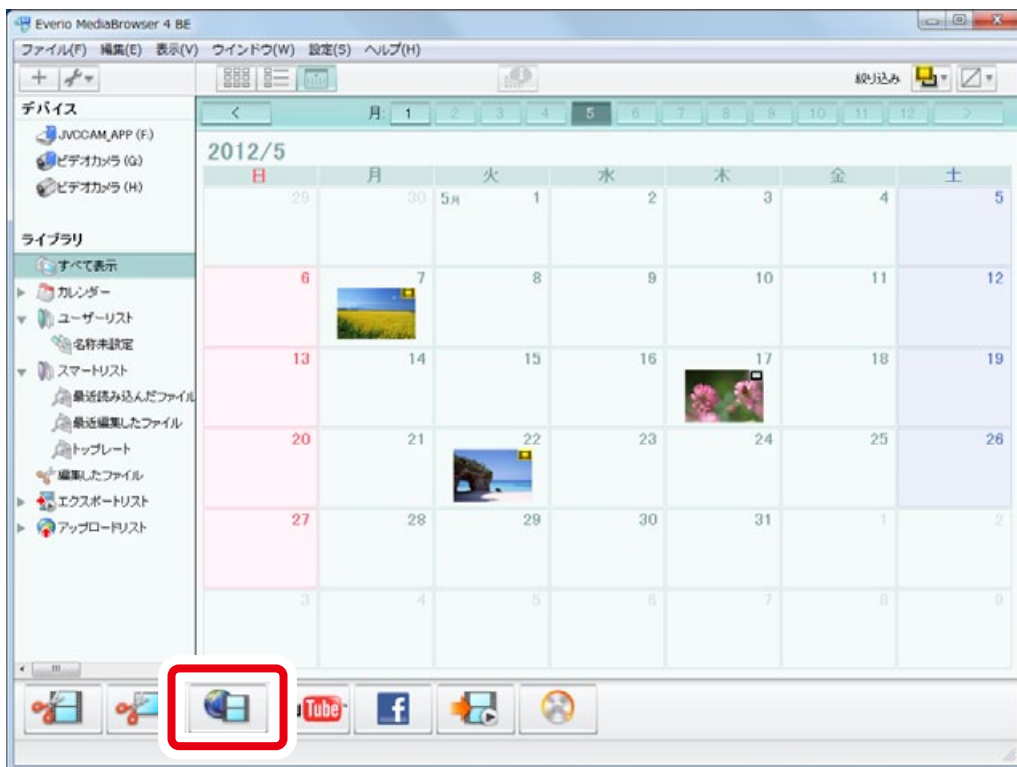 Everio MediaBrowser 4 BE
ファイル(F) 編集(E) 表示(V) ウインドウ(W) 設定(S) ヘルプ(H)
絞り込み
デバイス
JVCCAM_APP (F:)
ビデオカメラ (G)
ビデオカメラ (H)
ライブラリ
すべて表示
カレンダー
ユーザーリスト
名称未設定
スマートリスト
最近読み込んだファイル
最近編集したファイル
トップレート
編集したファイル
エクスポートリスト
アップロードリスト
< 月: 1 2 3 4 5 6 7 8 9 10 11 12 >
2012/5
日 月 火 水 木 金 土
29 30 5月 1 2 3 4 5
6 7 8 9 10 11 12
13 14 15 16 17 18 19
20 21 22 23 24 25 26
27 28 29 30 31 1 2
3 4 5 6 7 8 9
Tube
f